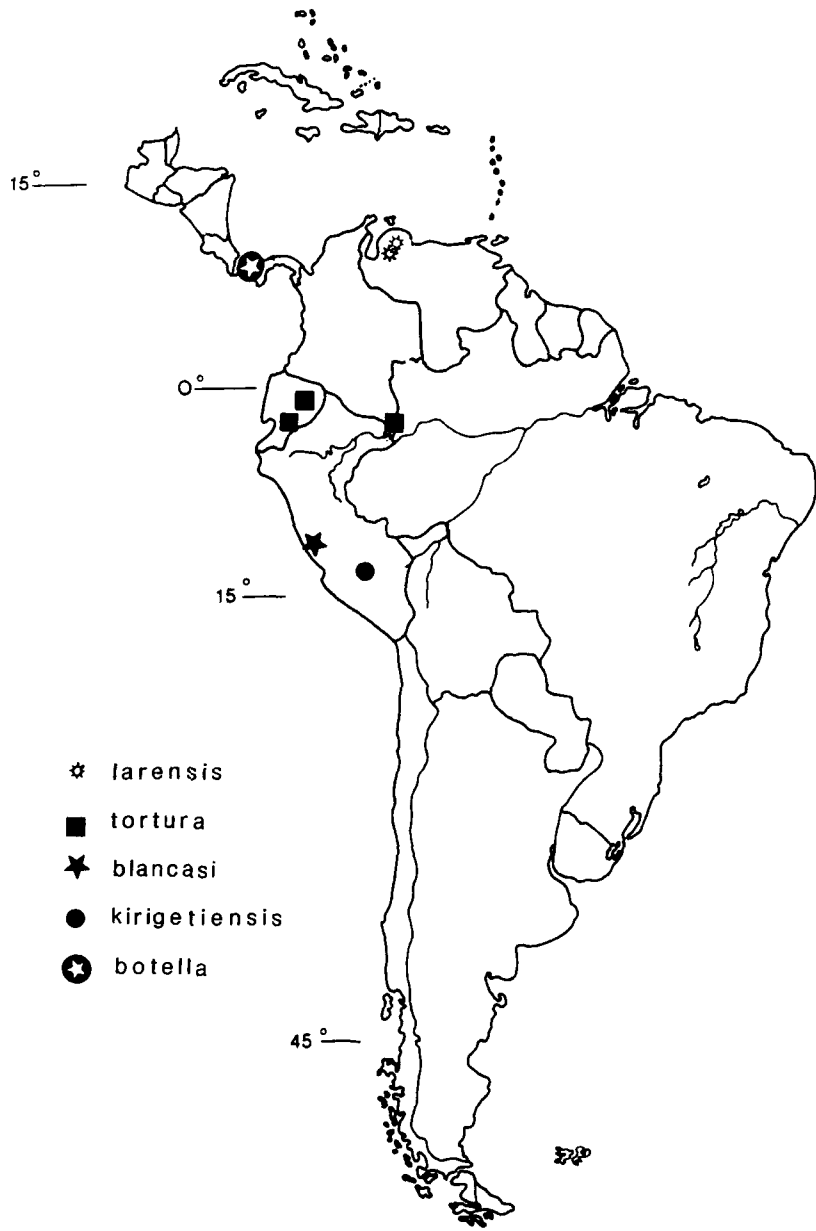 15°
0°
15°
larensis
tortura
blancasi
kirigetiensis
botella
45°